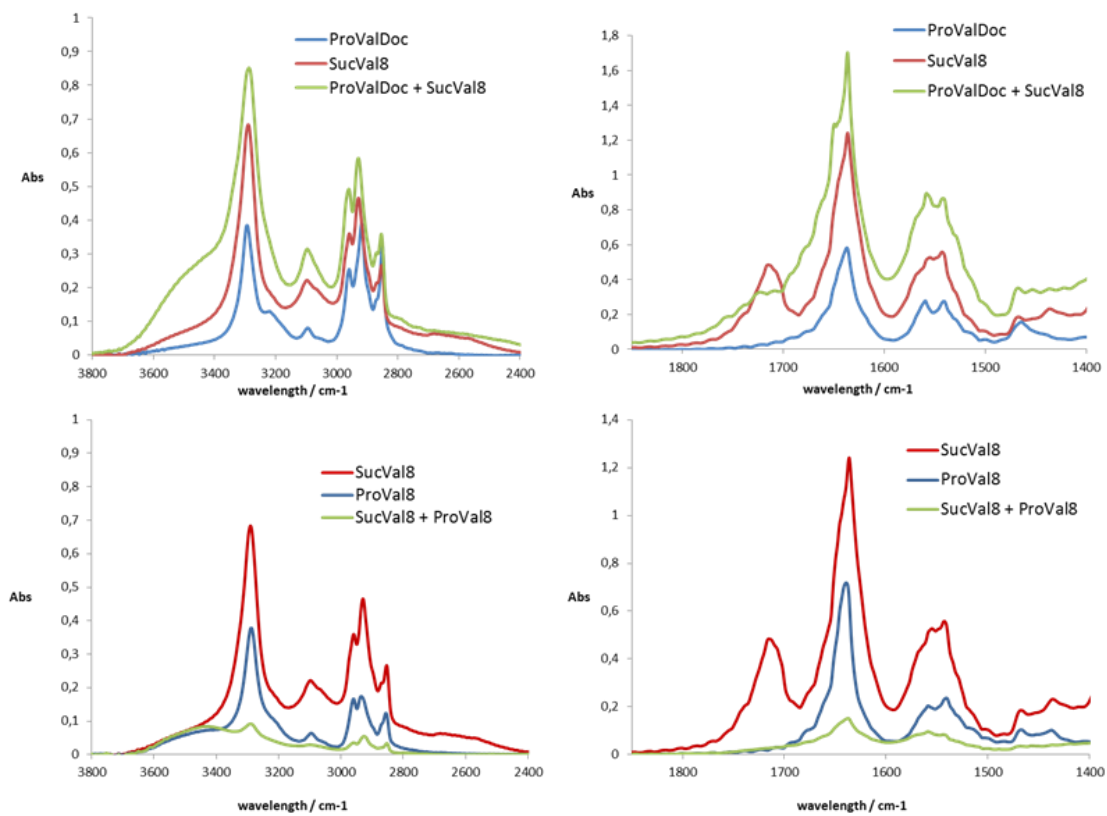 1
0,9
0,8
0,7
0,6
0,5
0,4
0,3
0,2
0,1
0
Abs
ProValDoc
SucVal8
ProValDoc + SucVal8
3800 3600 3400 3200 3000 2800 2600 2400
wavelength / cm-1
1,8
1,6
1,4
1,2
1
0,8
0,6
0,4
0,2
0
Abs
ProValDoc
SucVal8
ProValDoc + SucVal8
1800 1700 1600 1500 1400
wavelength / cm-1
1
0,9
0,8
0,7
0,6
0,5
0,4
0,3
0,2
0,1
0
Abs
SucVal8
ProVal8
SucVal8 + ProVal8
3800 3600 3400 3200 3000 2800 2600 2400
wavelength / cm-1
1,4
1,2
1
0,8
0,6
0,4
0,2
0
Abs
SucVal8
ProVal8
SucVal8 + ProVal8
1800 1700 1600 1500 1400
wavelength / cm-1